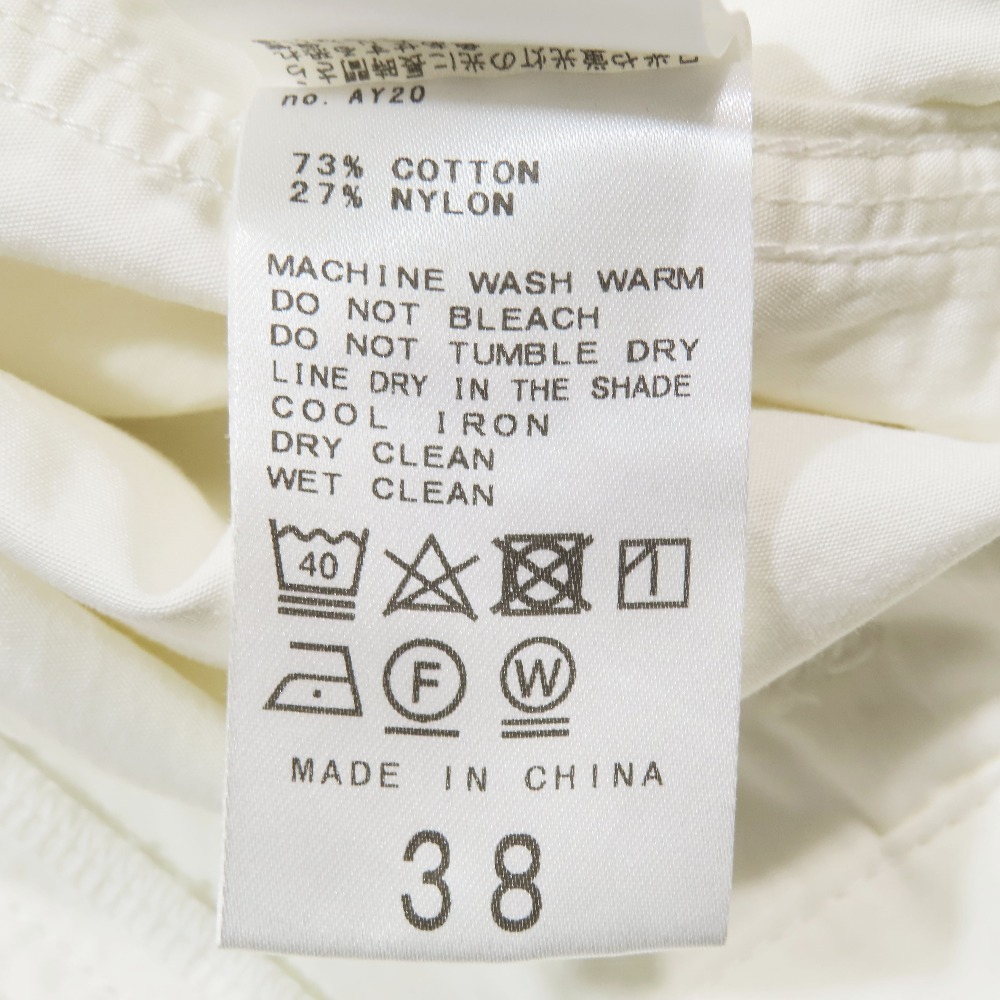 no. AY20
73% COTTON
27% NYLON
MACHINE WASH WARM
DO NOT BLEACH
DO NOT TUMBLE DRY
LINE DRY IN THE SHADE
COOL IRON
DRY CLEAN
WET CLEAN
40
F W
MADE IN CHINA
38